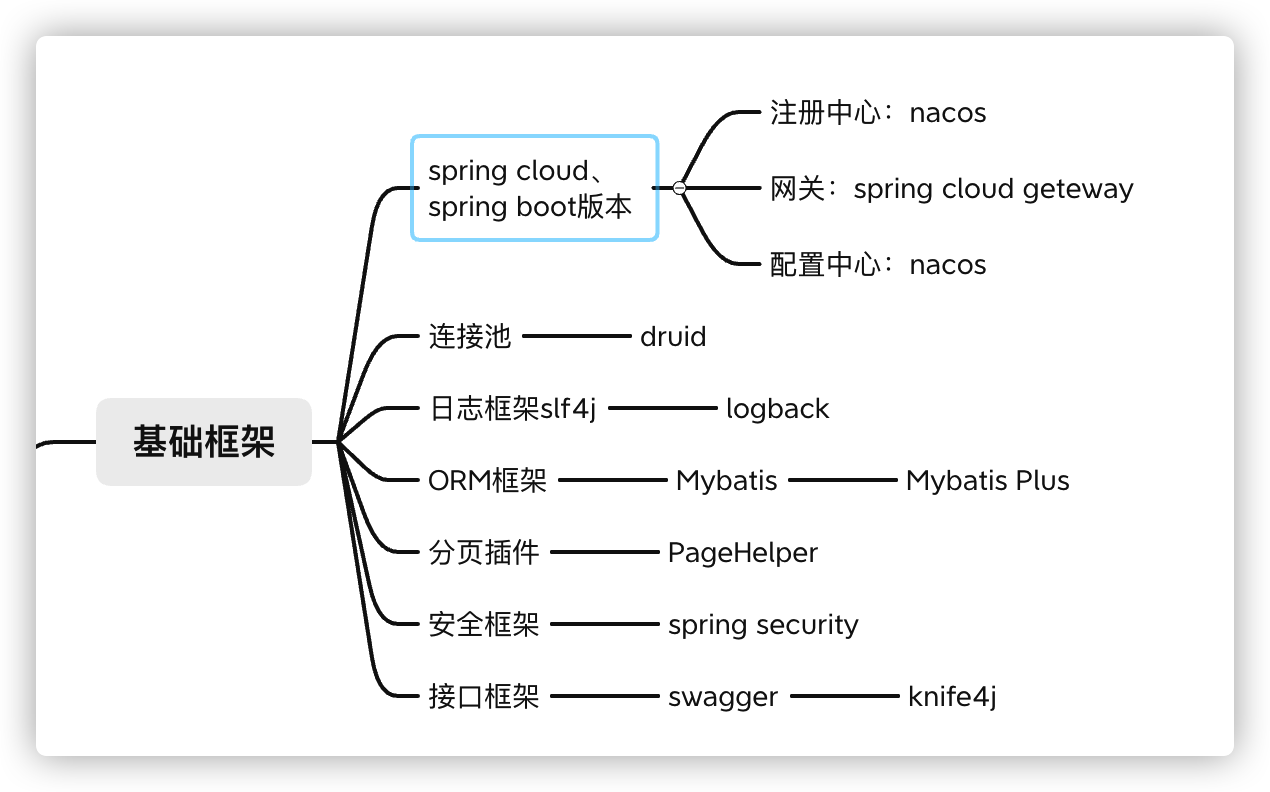 注册中心：nacos
spring cloud、
spring boot版本
网关：spring cloud geteway
配置中心：nacos
连接池
druid
日志框架slf4j
logback
基础框架
ORM框架
Mybatis
Mybatis Plus
分页插件
PageHelper
安全框架
spring security
接口框架
swagger
knife4j